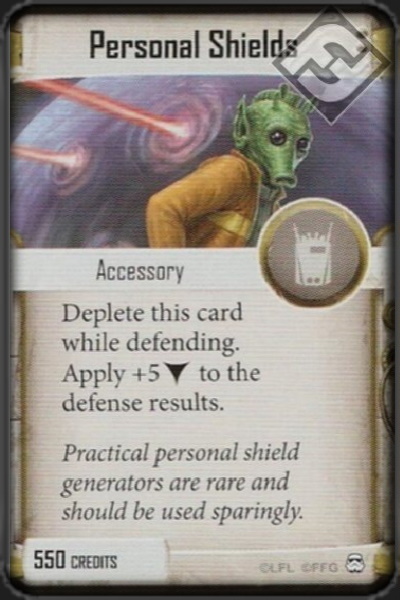 Personal Shields
Accessory
Deplete this card
while defending.
Apply +5▼ to the
defense results.
Practical personal shield
generators are rare and
should be used sparingly.
550 CREDITS
©LFL ©FFG